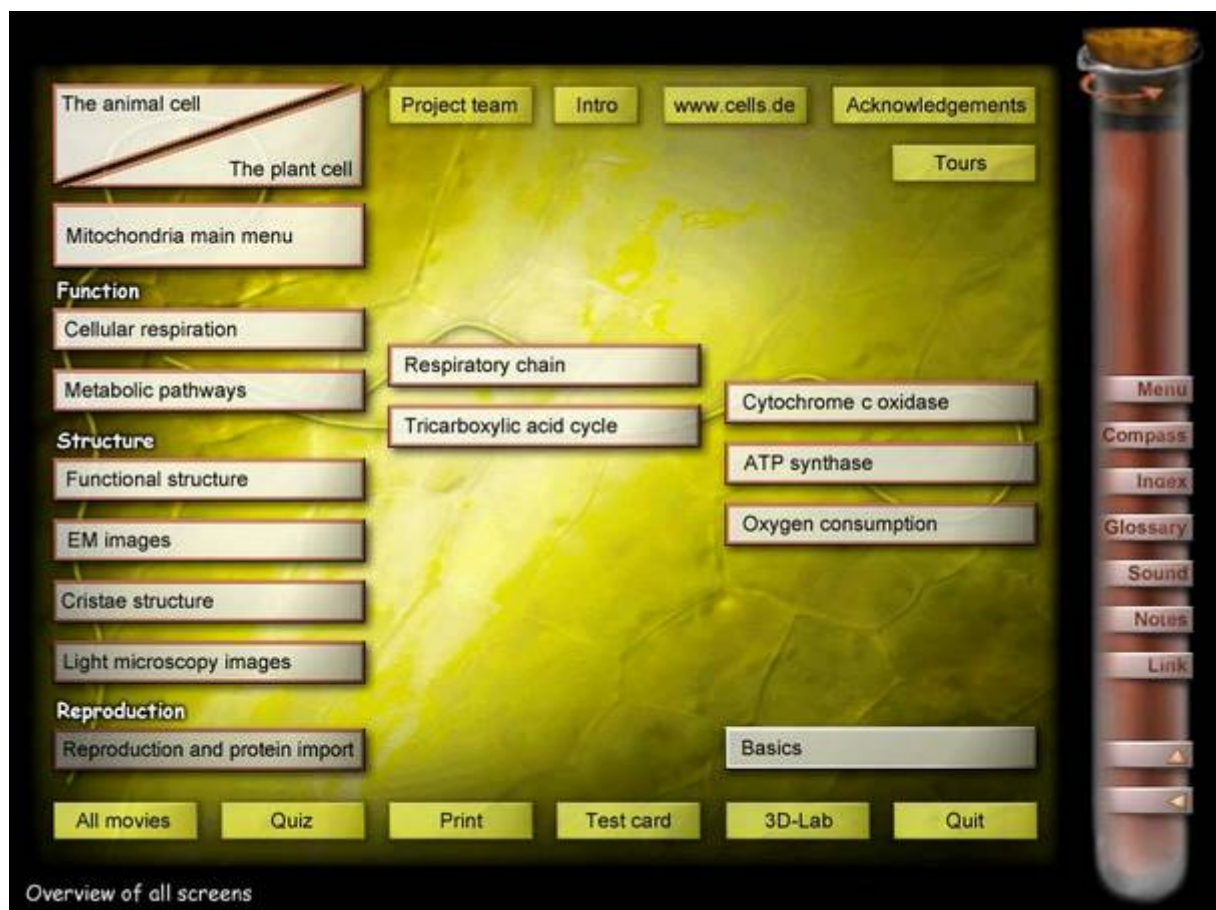 The animal cell
The plant cell
Project team
Intro
www.cells.de
Acknowledgements
Tours
Mitochondria main menu
Function
Cellular respiration
Metabolic pathways
Respiratory chain
Tricarboxylic acid cycle
Cytochrome c oxidase
ATP synthase
Oxygen consumption
Structure
Functional structure
EM images
Cristae structure
Light microscopy images
Reproduction
Reproduction and protein import
Basics
All movies
Quiz
Print
Test card
3D-Lab
Quit
Menu
Compass
Index
Glossary
Sound
Notes
Link
Overview of all screens